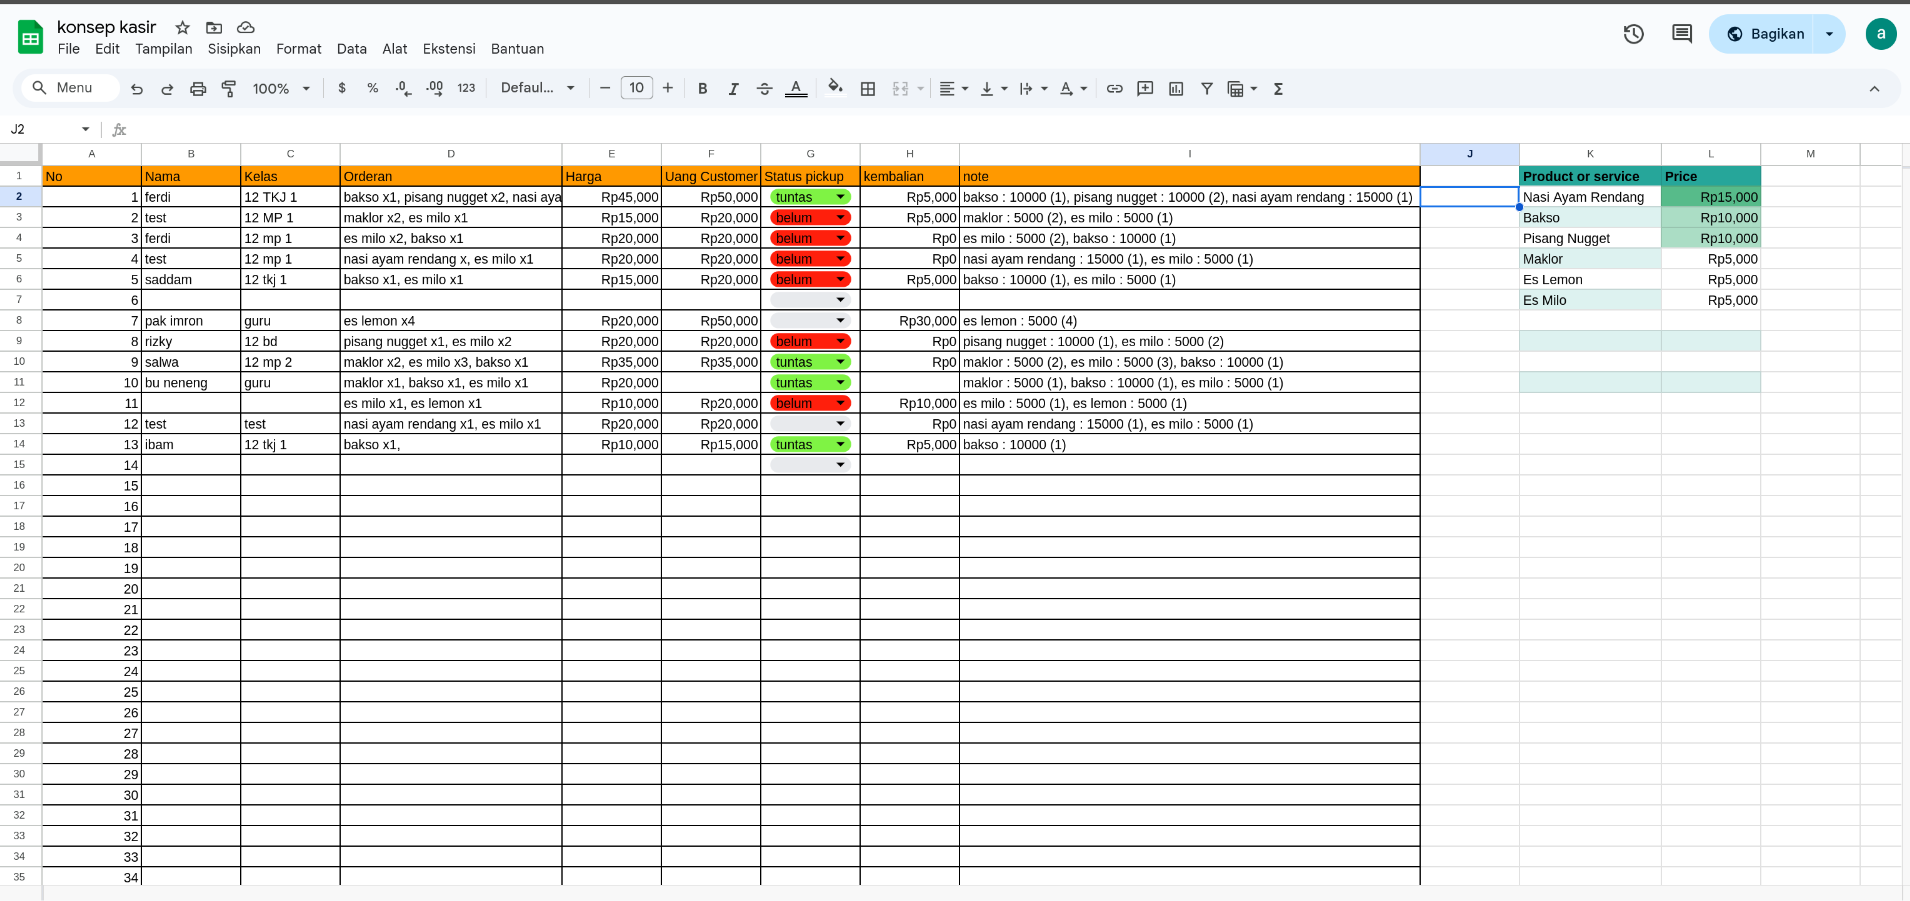 konsep kasir
File Edit Tampilan Sisipkan Format Data Alat Ekstensi Bantuan
Bagikan
a
Menu 100% $ % .0 .00 123 Defaul... − 10 + B I S A Σ
J2 fx
A B C D E F G H I J K L M
1 No Nama Kelas Orderan Harga Uang Customer Status pickup kembalian note Product or service Price
2 1 ferdi 12 TKJ 1 bakso x1, pisang nugget x2, nasi aya Rp45,000 Rp50,000 tuntas Rp5,000 bakso : 10000 (1), pisang nugget : 10000 (2), nasi ayam rendang : 15000 (1) Nasi Ayam Rendang Rp15,000
3 2 test 12 MP 1 maklor x2, es milo x1 Rp15,000 Rp20,000 belum Rp5,000 maklor : 5000 (2), es milo : 5000 (1) Bakso Rp10,000
4 3 ferdi 12 mp 1 es milo x2, bakso x1 Rp20,000 Rp20,000 belum Rp0 es milo : 5000 (2), bakso : 10000 (1) Pisang Nugget Rp10,000
5 4 test 12 mp 1 nasi ayam rendang x, es milo x1 Rp20,000 Rp20,000 belum Rp0 nasi ayam rendang : 15000 (1), es milo : 5000 (1) Maklor Rp5,000
6 5 saddam 12 tkj 1 bakso x1, es milo x1 Rp15,000 Rp20,000 belum Rp5,000 bakso : 10000 (1), es milo : 5000 (1) Es Lemon Rp5,000
7 6 Es Milo Rp5,000
8 7 pak imron guru es lemon x4 Rp20,000 Rp50,000 Rp30,000 es lemon : 5000 (4)
9 8 rizky 12 bd pisang nugget x1, es milo x2 Rp20,000 Rp20,000 belum Rp0 pisang nugget : 10000 (1), es milo : 5000 (2)
10 9 salwa 12 mp 2 maklor x2, es milo x3, bakso x1 Rp35,000 Rp35,000 tuntas Rp0 maklor : 5000 (2), es milo : 5000 (3), bakso : 10000 (1)
11 10 bu neneng guru maklor x1, bakso x1, es milo x1 Rp20,000 tuntas maklor : 5000 (1), bakso : 10000 (1), es milo : 5000 (1)
12 11 es milo x1, es lemon x1 Rp10,000 Rp20,000 belum Rp10,000 es milo : 5000 (1), es lemon : 5000 (1)
13 12 test test nasi ayam rendang x1, es milo x1 Rp20,000 Rp20,000 Rp0 nasi ayam rendang : 15000 (1), es milo : 5000 (1)
14 13 ibam 12 tkj 1 bakso x1, Rp10,000 Rp15,000 tuntas Rp5,000 bakso : 10000 (1)
15 14
16 15
17 16
18 17
19 18
20 19
21 20
22 21
23 22
24 23
25 24
26 25
27 26
28 27
29 28
30 29
31 30
32 31
33 32
34 33
35 34